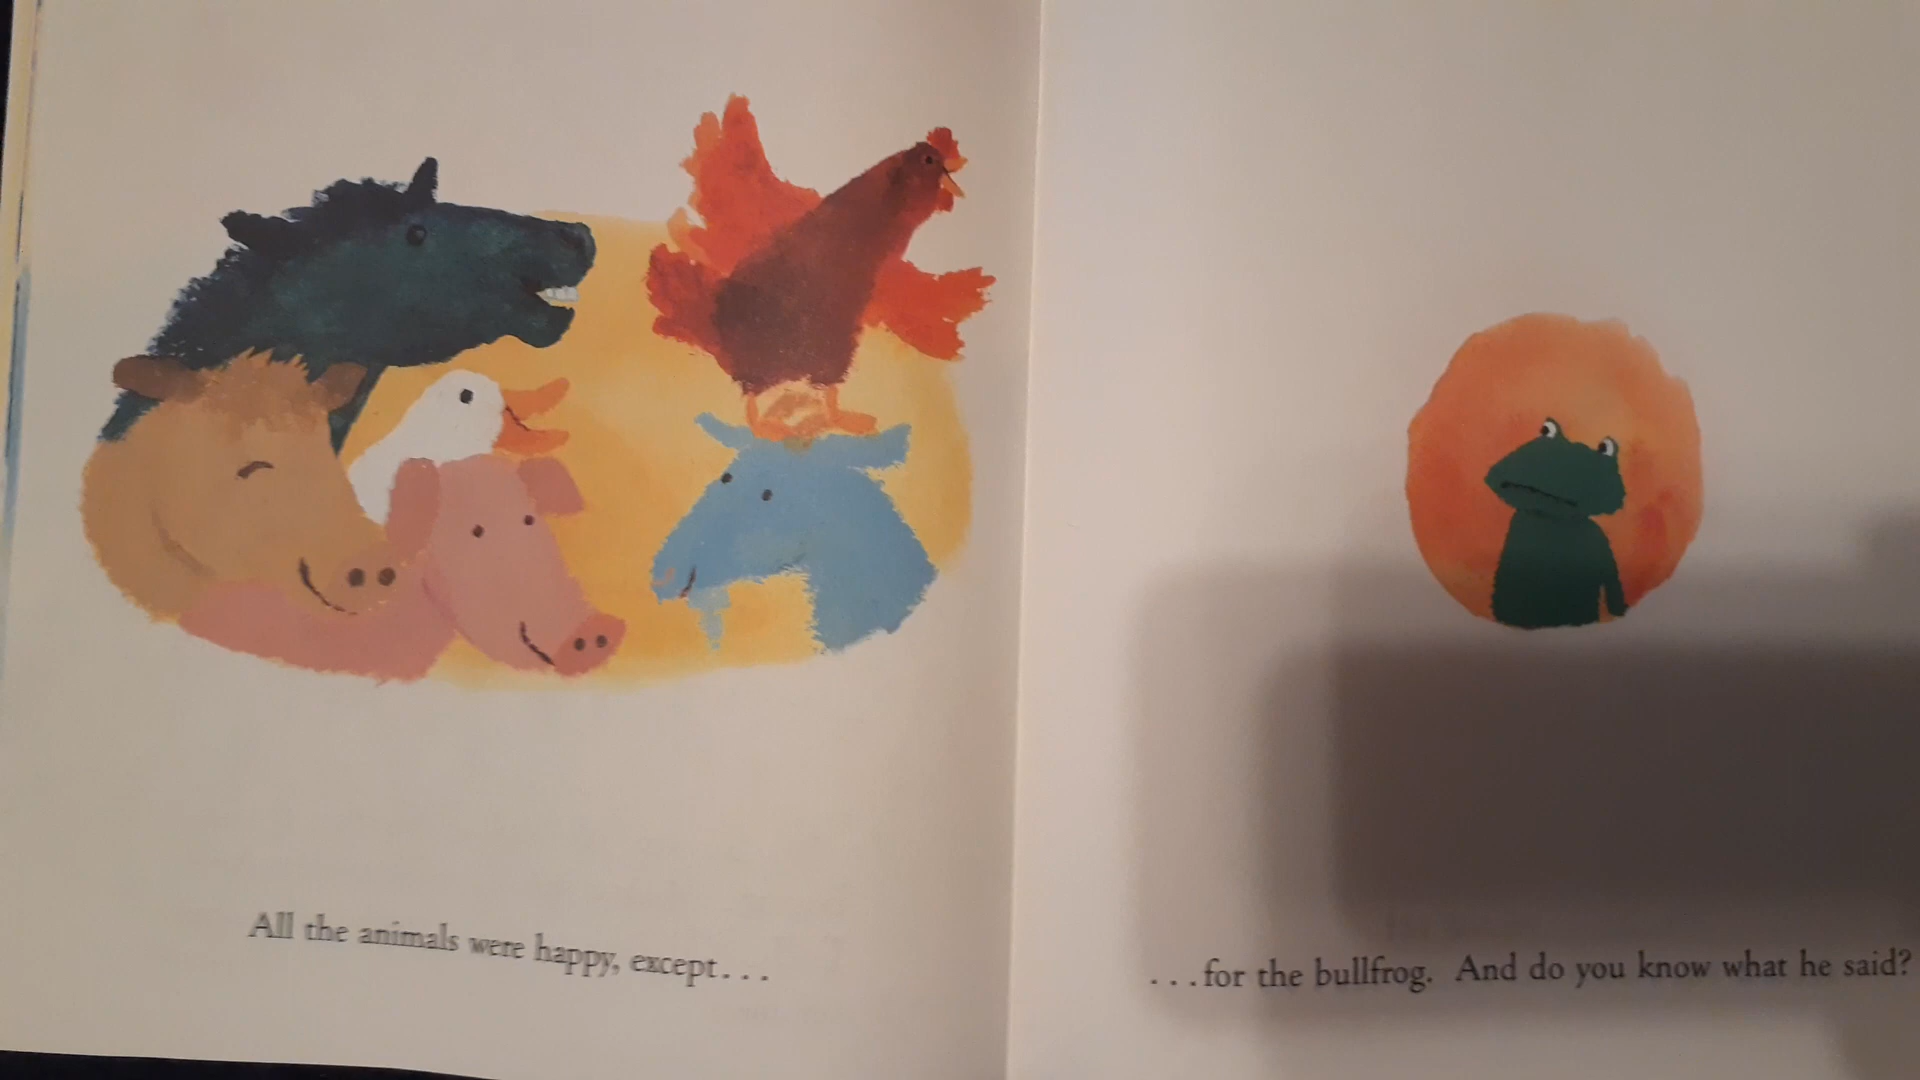 All the animals were happy, except . . .
. . . for the bullfrog. And do you know what he said?